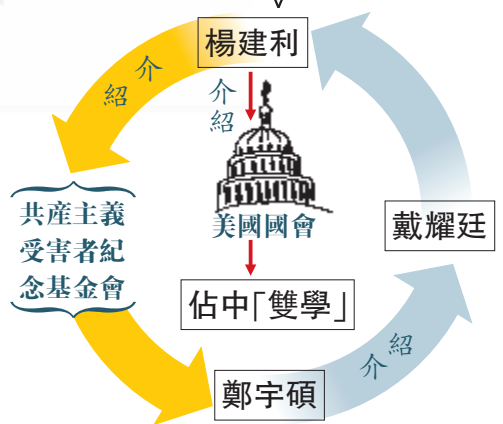 楊建利
介紹
介紹
美國國會
共產主義
受害者紀
念基金會
戴耀廷
佔中「雙學」
介紹
鄭宇碩